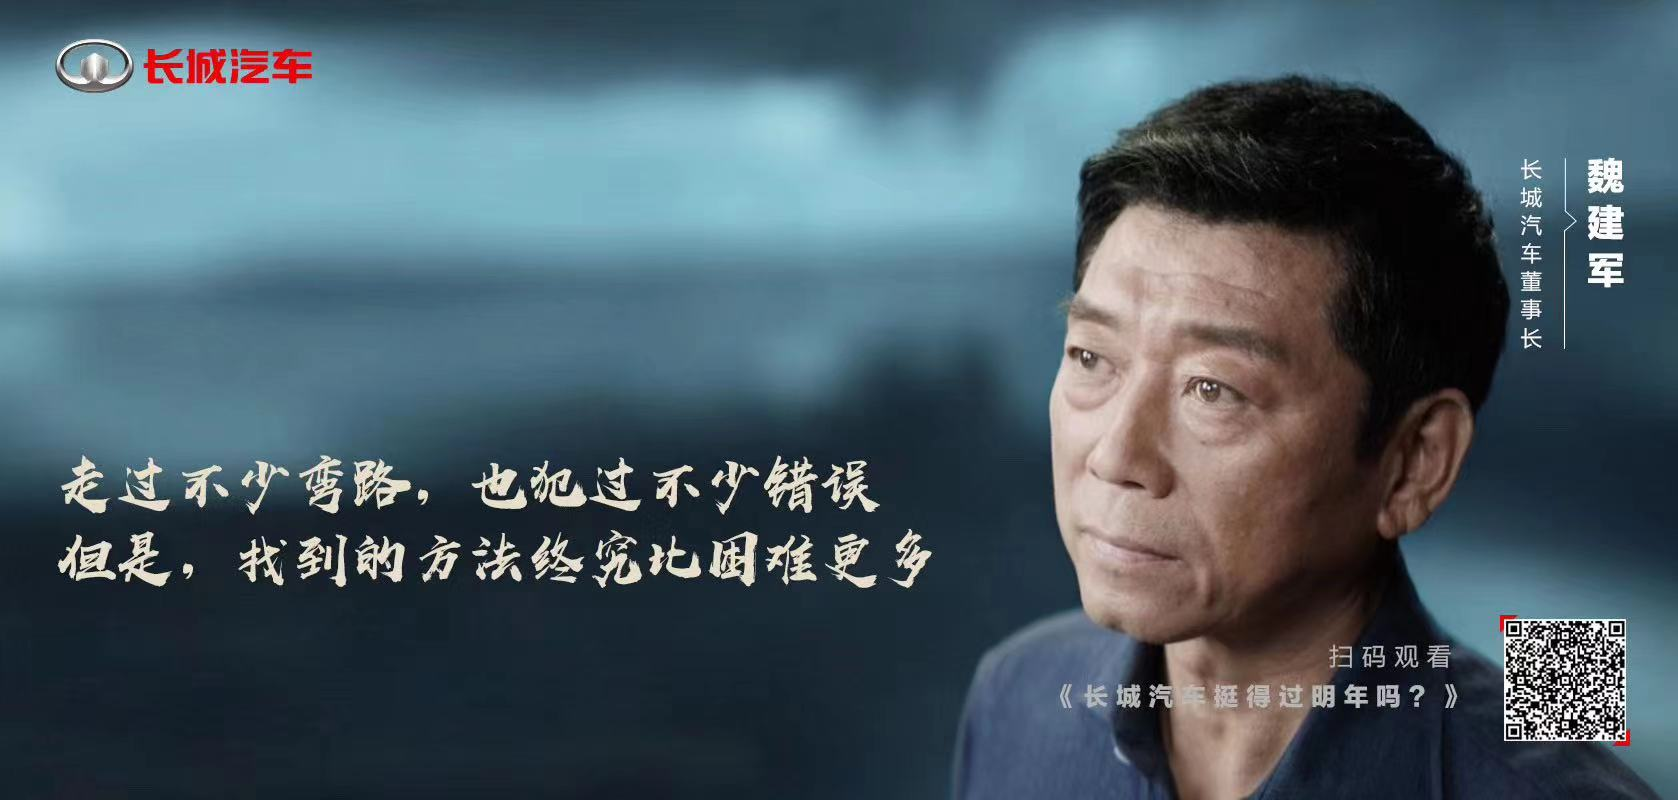 长城汽车
魏建军
长城汽车董事长
走过不少弯路，也犯过不少错误
但是，找到的方法终究比困难更多
扫码观看
《长城汽车挺得过明年吗？》